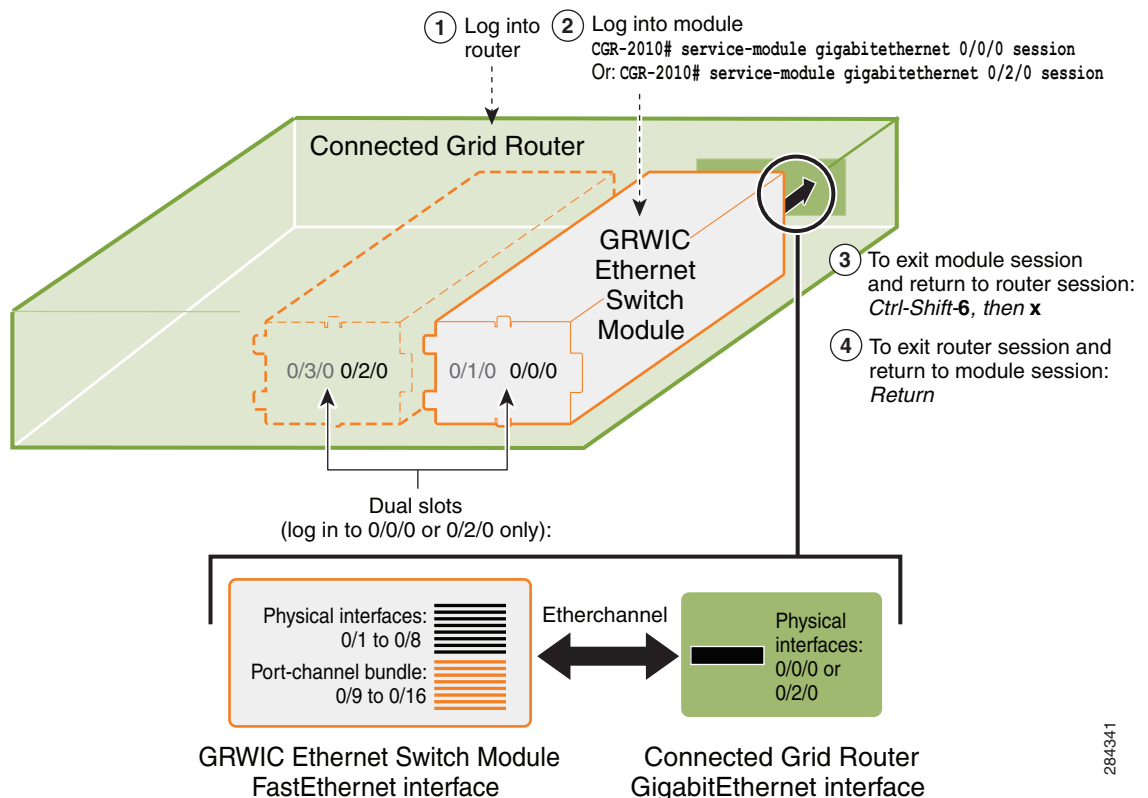 1 Log into
router
2 Log into module
CGR-2010# service-module gigabitethernet 0/0/0 session
Or: CGR-2010# service-module gigabitethernet 0/2/0 session
Connected Grid Router
GRWIC
Ethernet
Switch
Module
3 To exit module session
and return to router session:
Ctrl-Shift-6, then x
4 To exit router session and
return to module session:
Return
0/3/0 0/2/0
0/1/0 0/0/0
Dual slots
(log in to 0/0/0 or 0/2/0 only):
Physical interfaces:
0/1 to 0/8
Port-channel bundle:
0/9 to 0/16
Etherchannel
Physical
interfaces:
0/0/0 or
0/2/0
GRWIC Ethernet Switch Module
FastEthernet interface
Connected Grid Router
GigabitEthernet interface
284341